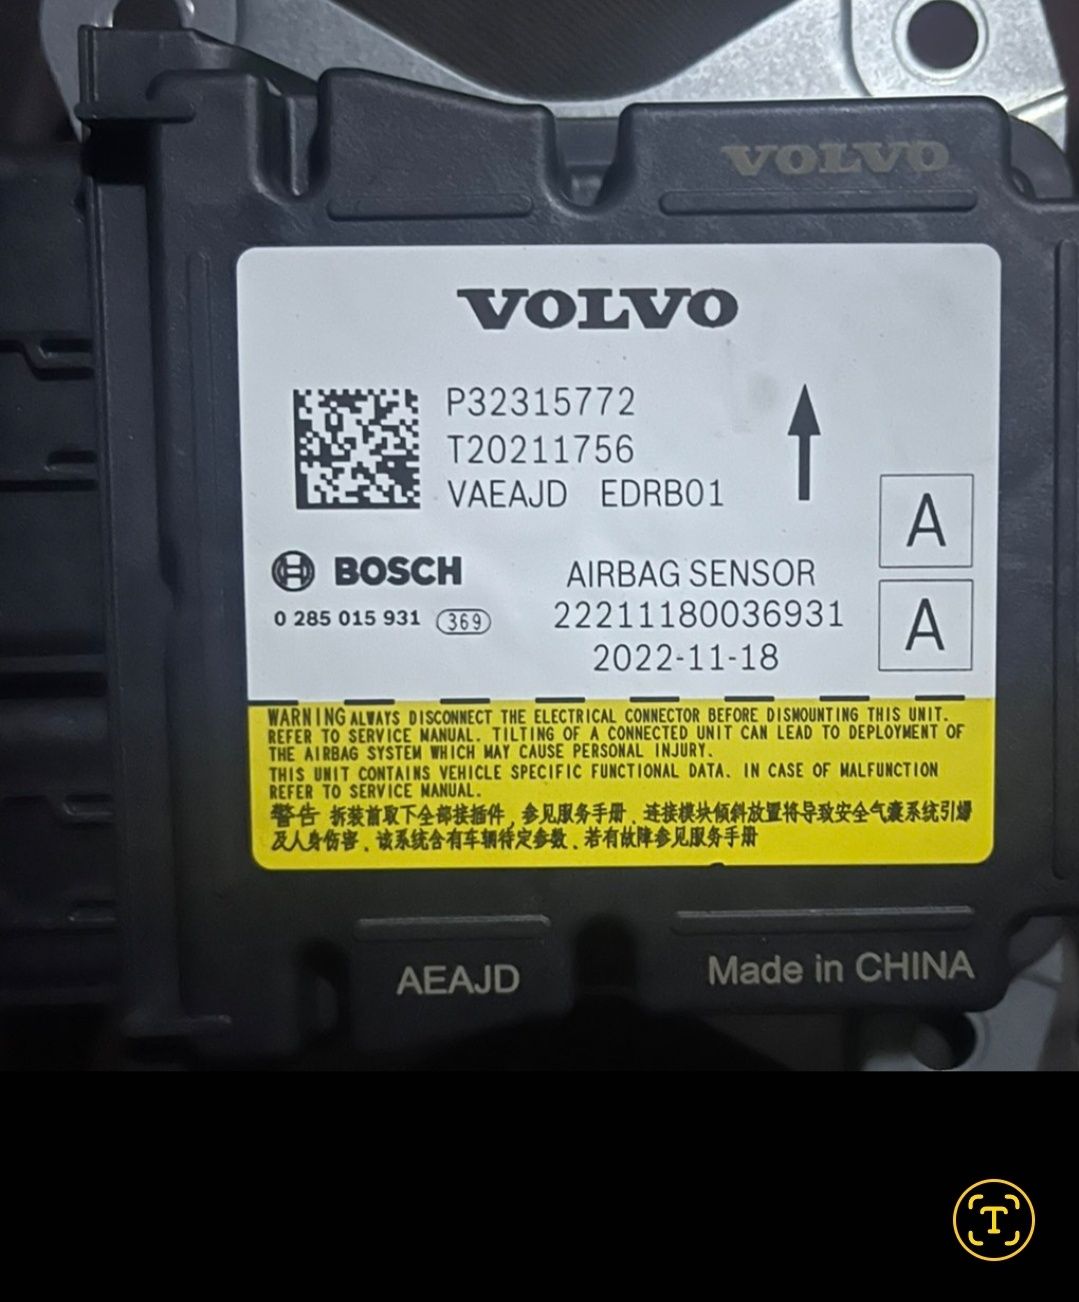 VOLVO
VOLVO
P32315772
T20211756
VAEAJD EDRB01
A
BOSCH
AIRBAG SENSOR
0 285 015 931 369
22211180036931
A
2022-11-18
WARNING ALWAYS DISCONNECT THE ELECTRICAL CONNECTOR BEFORE DISMOUNTING THIS UNIT.
REFER TO SERVICE MANUAL. TILTING OF A CONNECTED UNIT CAN LEAD TO DEPLOYMENT OF
THE AIRBAG SYSTEM WHICH MAY CAUSE PERSONAL INJURY.
THIS UNIT CONTAINS VEHICLE SPECIFIC FUNCTIONAL DATA. IN CASE OF MALFUNCTION
REFER TO SERVICE MANUAL.
警告 拆装首取下全部接插件，参见服务手册．连接模块倾斜放置将导致安全气囊系统引爆
及人身伤害．该系统含有车辆特定参数．若有故障参见服务手册
AEAJD
Made in CHINA
T